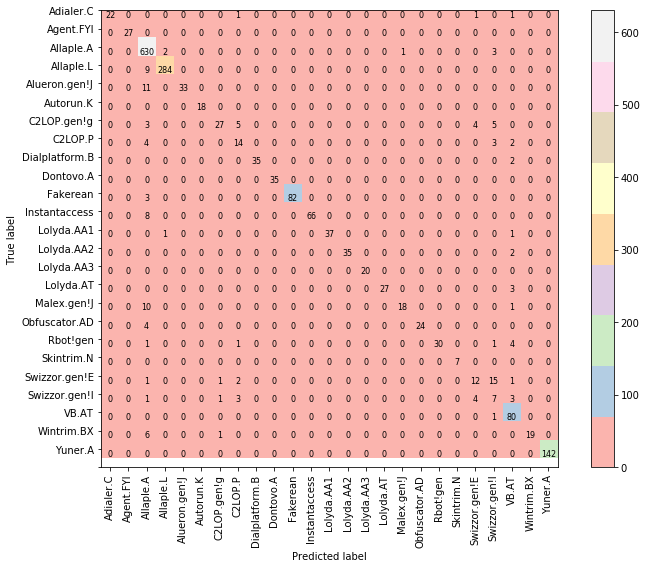 Adialer.C 22 0 0 0 0 0 0 1 0 0 0 0 0 0 0 0 0 0 0 0 1 0 1 0 0
Agent.FYI 0 27 0 0 0 0 0 0 0 0 0 0 0 0 0 0 0 0 0 0 0 0 0 0 0
Allaple.A 0 0 630 2 0 0 0 0 0 0 0 0 0 0 0 0 1 0 0 0 0 3 0 0 0
Allaple.L 0 0 9 284 0 0 0 0 0 0 0 0 0 0 0 0 0 0 0 0 0 0 0 0 0
Alueron.gen!J 0 0 11 0 33 0 0 0 0 0 0 0 0 0 0 0 0 0 0 0 0 0 0 0 0
Autorun.K 0 0 0 0 0 18 0 0 0 0 0 0 0 0 0 0 0 0 0 0 0 0 0 0 0
C2LOP.gen!g 0 0 3 0 0 0 27 5 0 0 0 0 0 0 0 0 0 0 0 0 4 5 0 0 0
C2LOP.P 0 0 4 0 0 0 0 14 0 0 0 0 0 0 0 0 0 0 0 0 0 3 2 0 0
Dialplatform.B 0 0 0 0 0 0 0 0 35 0 0 0 0 0 0 0 0 0 0 0 0 0 2 0 0
Dontovo.A 0 0 0 0 0 0 0 0 0 35 0 0 0 0 0 0 0 0 0 0 0 0 0 0 0
Fakerean 0 0 3 0 0 0 0 0 0 0 82 0 0 0 0 0 0 0 0 0 0 0 0 0 0
Instantaccess 0 0 8 0 0 0 0 0 0 0 0 66 0 0 0 0 0 0 0 0 0 0 0 0 0
Lolyda.AA1 0 0 0 1 0 0 0 0 0 0 0 0 37 0 0 0 0 0 0 0 0 0 1 0 0
Lolyda.AA2 0 0 0 0 0 0 0 0 0 0 0 0 0 35 0 0 0 0 0 0 0 0 2 0 0
Lolyda.AA3 0 0 0 0 0 0 0 0 0 0 0 0 0 0 20 0 0 0 0 0 0 0 0 0 0
Lolyda.AT 0 0 0 0 0 0 0 0 0 0 0 0 0 0 0 27 0 0 0 0 0 0 3 0 0
Malex.gen!J 0 0 10 0 0 0 0 0 0 0 0 0 0 0 0 0 18 0 0 0 0 0 1 0 0
Obfuscator.AD 0 0 4 0 0 0 0 0 0 0 0 0 0 0 0 0 0 24 0 0 0 0 0 0 0
Rbot!gen 0 0 1 0 0 0 0 1 0 0 0 0 0 0 0 0 0 0 30 0 0 1 4 0 0
Skintrim.N 0 0 0 0 0 0 0 0 0 0 0 0 0 0 0 0 0 0 0 7 0 0 0 0 0
Swizzor.gen!E 0 0 1 0 0 0 1 2 0 0 0 0 0 0 0 0 0 0 0 0 12 15 1 0 0
Swizzor.gen!I 0 0 1 0 0 0 1 3 0 0 0 0 0 0 0 0 0 0 0 0 4 7 3 0 0
VB.AT 0 0 0 0 0 0 0 0 0 0 0 0 0 0 0 0 0 0 0 0 0 1 80 0 0
Wintrim.BX 0 0 6 0 0 0 1 0 0 0 0 0 0 0 0 0 0 0 0 0 0 0 0 19 0
Yuner.A 0 0 0 0 0 0 0 0 0 0 0 0 0 0 0 0 0 0 0 0 0 0 0 0 142
True label
Adialer.C
Agent.FYI
Allaple.A
Allaple.L
Alueron.gen!J
Autorun.K
C2LOP.gen!g
C2LOP.P
Dialplatform.B
Dontovo.A
Fakerean
Instantaccess
Lolyda.AA1
Lolyda.AA2
Lolyda.AA3
Lolyda.AT
Malex.gen!J
Obfuscator.AD
Rbot!gen
Skintrim.N
Swizzor.gen!E
Swizzor.gen!I
VB.AT
Wintrim.BX
Yuner.A
Predicted label
600
500
400
300
200
100
0